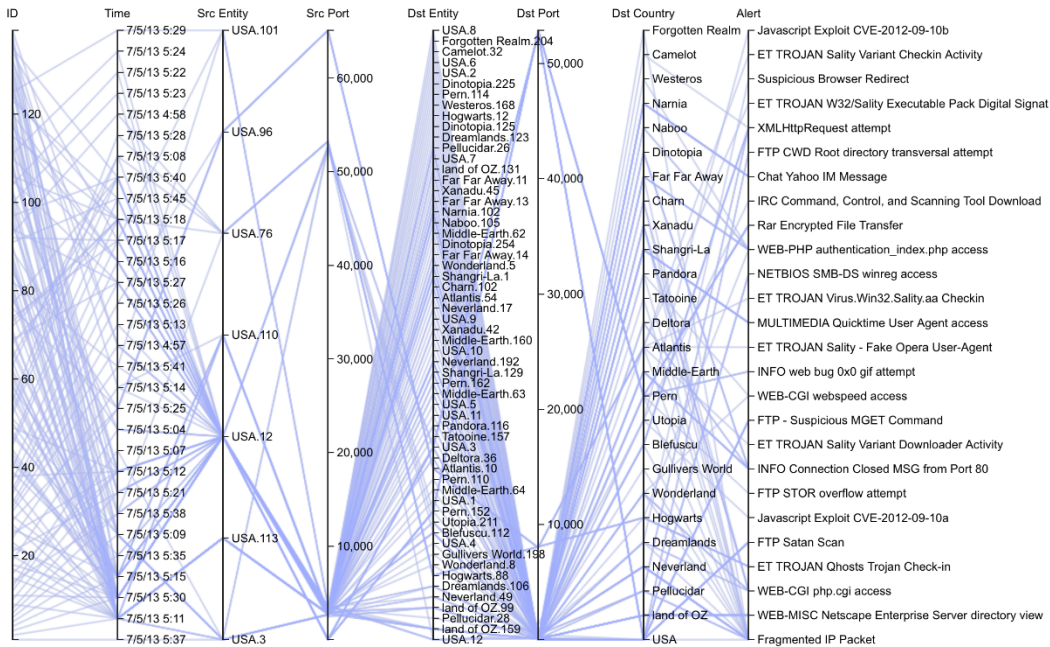 ID Time Src Entity Src Port Dst Entity Dst Port Dst Country Alert
120
100
80
60
40
20
7/5/13 5:29
7/5/13 5:24
7/5/13 5:22
7/5/13 5:23
7/5/13 4:58
7/5/13 5:28
7/5/13 5:08
7/5/13 5:40
7/5/13 5:45
7/5/13 5:18
7/5/13 5:17
7/5/13 5:16
7/5/13 5:27
7/5/13 5:26
7/5/13 5:13
7/5/13 4:57
7/5/13 5:41
7/5/13 5:14
7/5/13 5:25
7/5/13 5:04
7/5/13 5:07
7/5/13 5:12
7/5/13 5:21
7/5/13 5:38
7/5/13 5:09
7/5/13 5:35
7/5/13 5:15
7/5/13 5:30
7/5/13 5:11
7/5/13 5:37
USA.101
USA.96
USA.76
USA.110
USA.12
USA.113
USA.3
60,000
50,000
40,000
30,000
20,000
10,000
USA.8
Forgotten Realm.204
Camelot.32
USA.6
USA.2
Dinotopia.225
Pern.114
Westeros.168
Hogwarts.12
Dinotopia.125
Dreamlands.123
Pellucidar.26
USA.7
land of OZ.131
Far Far Away.11
Xanadu.45
Far Far Away.13
Narnia.102
Naboo.105
Middle-Earth.62
Dinotopia.254
Far Far Away.14
Wonderland.5
Shangri-La.1
Charn.102
Atlantis.54
Neverland.17
USA.9
Xanadu.42
Middle-Earth.160
USA.10
Neverland.192
Shangri-La.129
Pern.162
Middle-Earth.63
USA.5
USA.11
Pandora.116
Tatooine.157
USA.3
Deltora.36
Atlantis.10
Pern.110
Middle-Earth.64
USA.1
Pern.152
Utopia.211
Blefuscu.112
USA.4
Gullivers World.198
Wonderland.8
Hogwarts.88
Dreamlands.106
Neverland.49
land of OZ.99
Pellucidar.28
land of OZ.159
USA.12
50,000
40,000
30,000
20,000
10,000
Forgotten Realm
Camelot
Westeros
Narnia
Naboo
Dinotopia
Far Far Away
Charn
Xanadu
Shangri-La
Pandora
Tatooine
Deltora
Atlantis
Middle-Earth
Pern
Utopia
Blefuscu
Gullivers World
Wonderland
Hogwarts
Dreamlands
Neverland
Pellucidar
land of OZ
USA
Javascript Exploit CVE-2012-09-10b
ET TROJAN Sality Variant Checkin Activity
Suspicious Browser Redirect
ET TROJAN W32/Sality Executable Pack Digital Signat
XMLHttpRequest attempt
FTP CWD Root directory transversal attempt
Chat Yahoo IM Message
IRC Command, Control, and Scanning Tool Download
Rar Encrypted File Transfer
WEB-PHP authentication_index.php access
NETBIOS SMB-DS winreg access
ET TROJAN Virus.Win32.Sality.aa Checkin
MULTIMEDIA Quicktime User Agent access
ET TROJAN Sality - Fake Opera User-Agent
INFO web bug 0x0 gif attempt
WEB-CGI webspeed access
FTP - Suspicious MGET Command
ET TROJAN Sality Variant Downloader Activity
INFO Connection Closed MSG from Port 80
FTP STOR overflow attempt
Javascript Exploit CVE-2012-09-10a
FTP Satan Scan
ET TROJAN Qhosts Trojan Check-in
WEB-CGI php.cgi access
WEB-MISC Netscape Enterprise Server directory view
Fragmented IP Packet